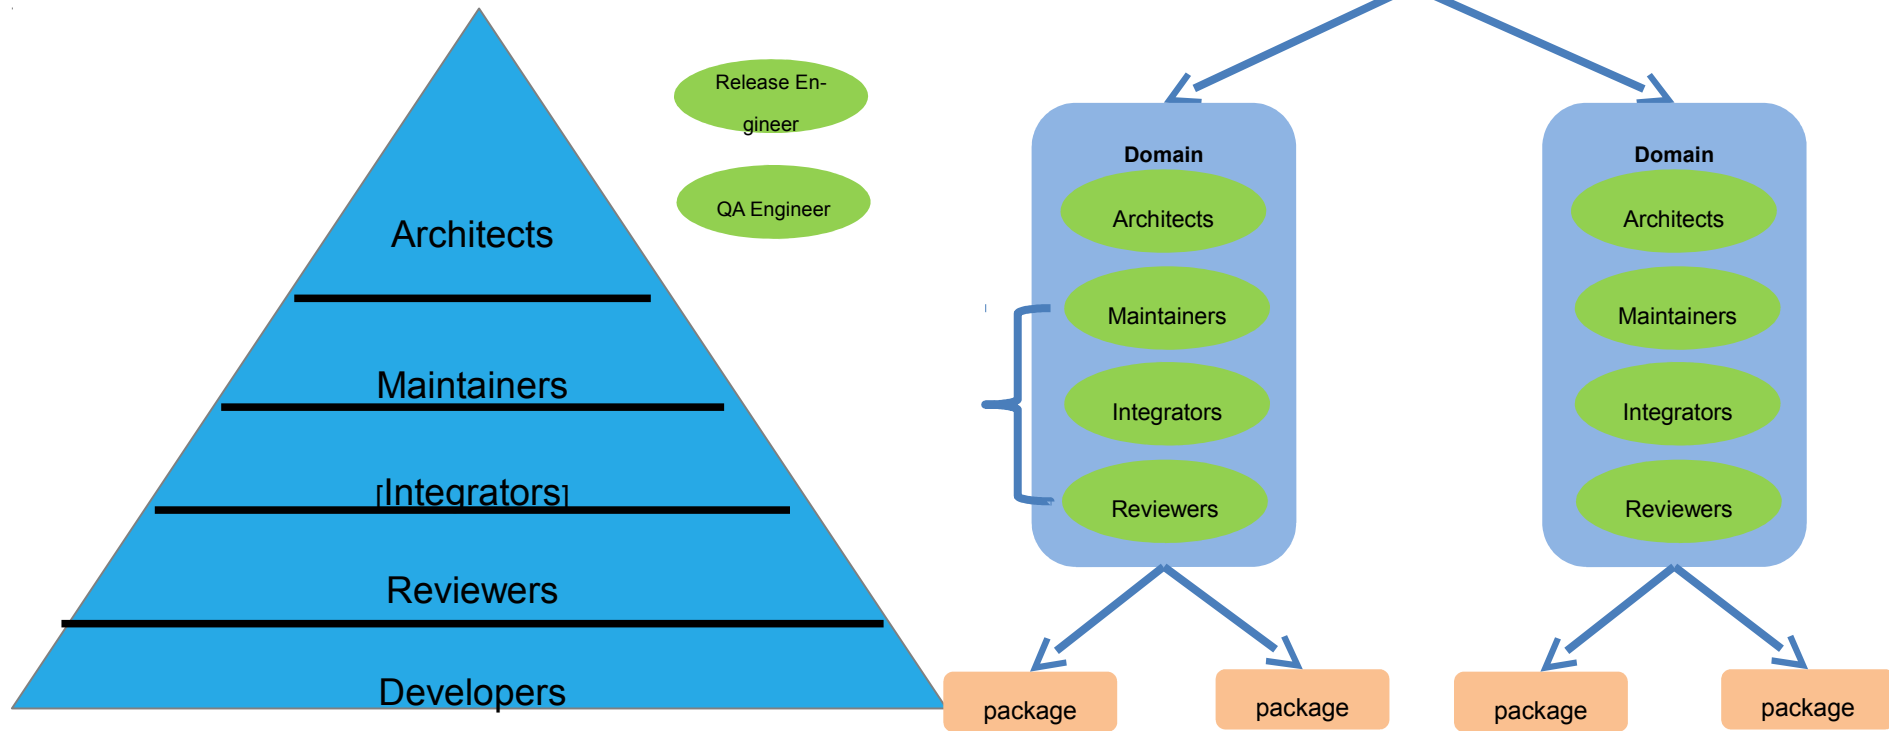 Architects
Maintainers
[Integrators]
Reviewers
Developers
Release En-
gineer
QA Engineer
Domain
Architects
Maintainers
Integrators
Reviewers
package
package
Domain
Architects
Maintainers
Integrators
Reviewers
package
package